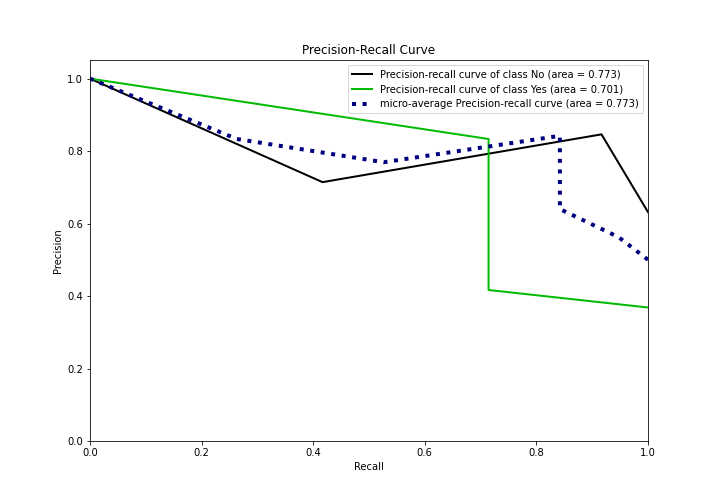 Precision-Recall Curve
Precision-recall curve of class No (area = 0.773)
Precision-recall curve of class Yes (area = 0.701)
micro-average Precision-recall curve (area = 0.773)
Precision
1.0
0.8
0.6
0.4
0.2
0.0
0.0 0.2 0.4 0.6 0.8 1.0
Recall